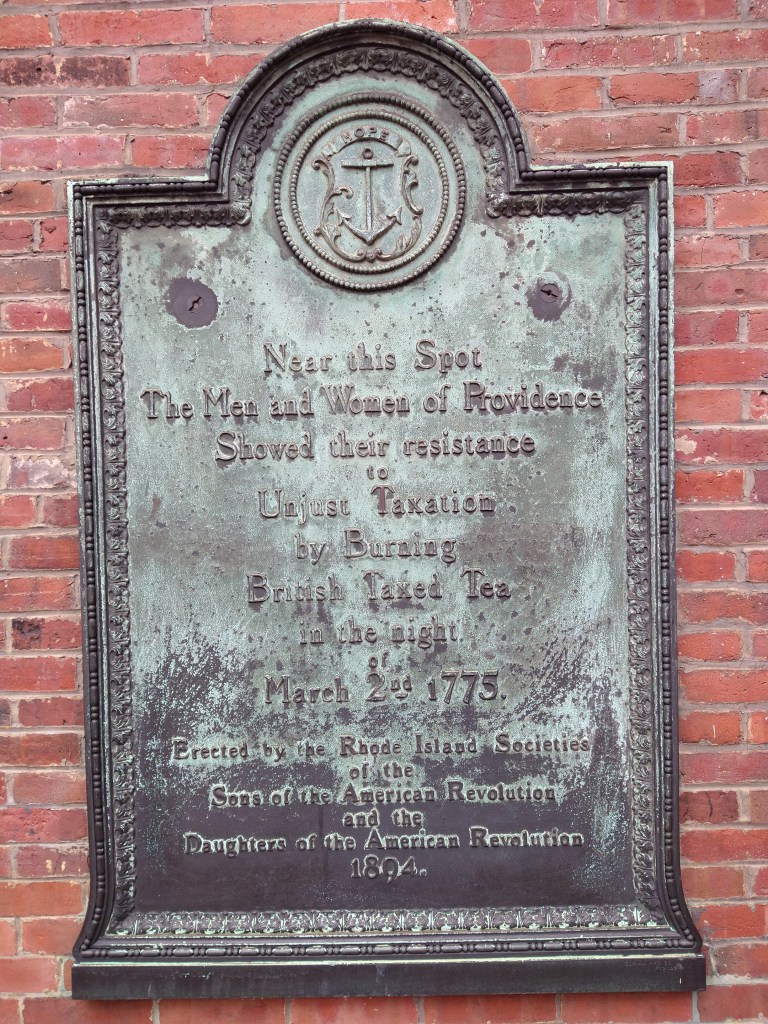 HOPE
Near this Spot
The Men and Women of Providence
Showed their resistance
to
Unjust Taxation
by Burning
British Taxed Tea
in the night
of
March 2nd 1775.
Erected by the Rhode Island Societies
of the
Sons of the American Revolution
and the
Daughters of the American Revolution
1894.